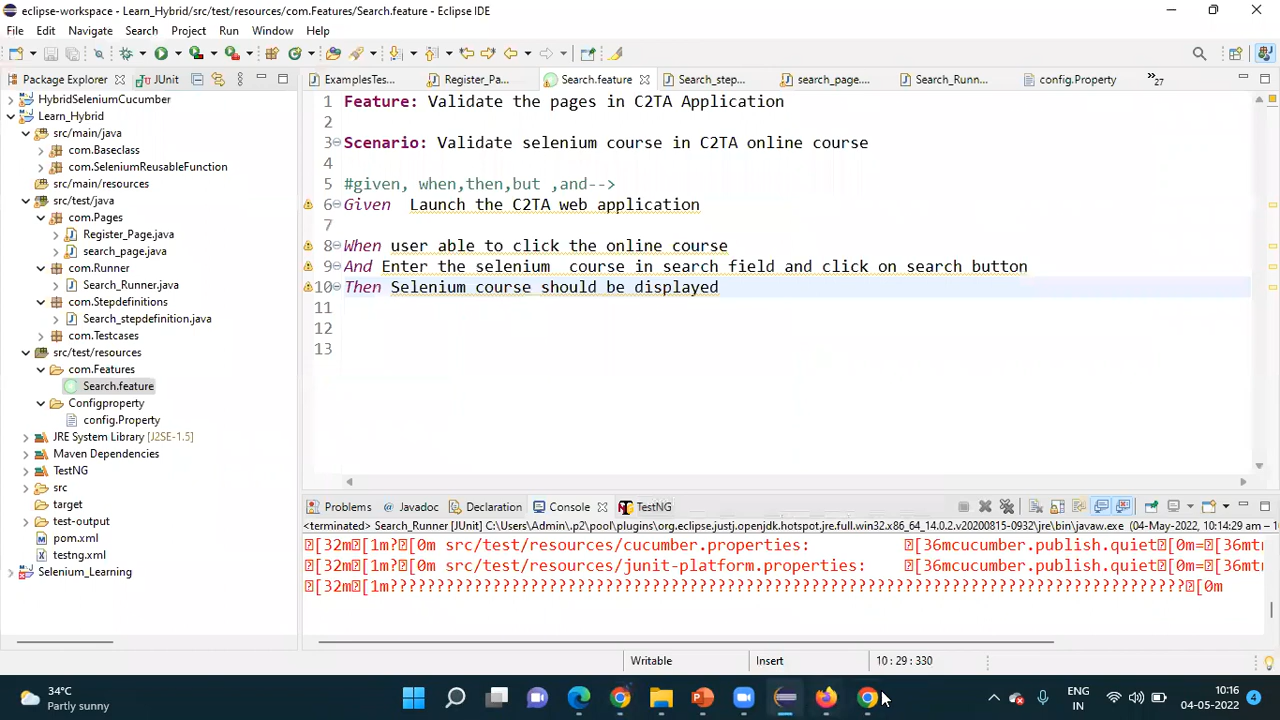 eclipse-workspace - Learn_Hybrid/src/test/resources/com.Features/Search.feature - Eclipse IDE
File Edit Navigate Search Project Run Window Help
Package Explorer JUnit
ExamplesTes... Register_Pa... Search.feature Search_step... search_page.... Search_Runn... config.Property »27
HybridSeleniumCucumber
Learn_Hybrid
src/main/java
com.Baseclass
com.SeleniumReusableFunction
src/main/resources
src/test/java
com.Pages
Register_Page.java
search_page.java
com.Runner
Search_Runner.java
com.Stepdefinitions
Search_stepdefinition.java
com.Testcases
src/test/resources
com.Features
Search.feature
Configproperty
config.Property
JRE System Library [J2SE-1.5]
Maven Dependencies
TestNG
src
target
test-output
pom.xml
testng.xml
Selenium_Learning
1 Feature: Validate the pages in C2TA Application
2
3 Scenario: Validate selenium course in C2TA online course
4
5 #given, when,then,but ,and-->
6 Given  Launch the C2TA web application
7
8 When user able to click the online course
9 And Enter the selenium  course in search field and click on search button
10 Then Selenium course should be displayed
11
12
13
Problems Javadoc Declaration Console TestNG
<terminated> Search_Runner [JUnit] C:\Users\Admin\.p2\pool\plugins\org.eclipse.justj.openjdk.hotspot.jre.full.win32.x86_64_14.0.2.v20200815-0932\jre\bin\javaw.exe (04-May-2022, 10:14:29 am –
[32m[1m?[0m src/test/resources/cucumber.properties: [36mcucumber.publish.quiet[0m=[36mtr
[32m[1m?[0m src/test/resources/junit-platform.properties: [36mcucumber.publish.quiet[0m=[36mtr
[32m[1m?????????????????????????????????????????????????????????????????????????????????????[0m
Writable Insert 10 : 29 : 330
34°C
Partly sunny
ENG
IN
10:16
04-05-2022
4